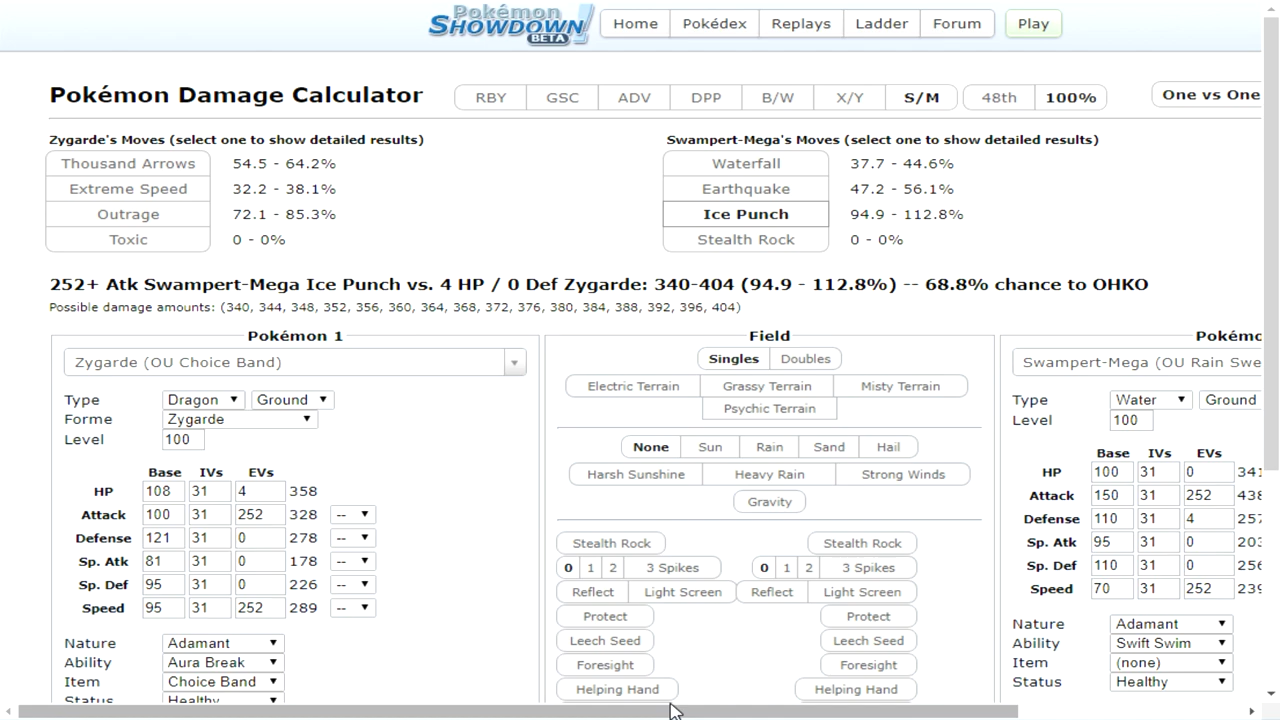 Pokémon
SHOWDOWN!
BETA
Home Pokédex Replays Ladder Forum Play
Pokémon Damage Calculator RBY GSC ADV DPP B/W X/Y S/M 48th 100% One vs One
Zygarde's Moves (select one to show detailed results) Swampert-Mega's Moves (select one to show detailed results)
Thousand Arrows 54.5 - 64.2% Waterfall 37.7 - 44.6%
Extreme Speed 32.2 - 38.1% Earthquake 47.2 - 56.1%
Outrage 72.1 - 85.3% Ice Punch 94.9 - 112.8%
Toxic 0 - 0% Stealth Rock 0 - 0%
252+ Atk Swampert-Mega Ice Punch vs. 4 HP / 0 Def Zygarde: 340-404 (94.9 - 112.8%) -- 68.8% chance to OHKO
Possible damage amounts: (340, 344, 348, 352, 356, 360, 364, 368, 372, 376, 380, 384, 388, 392, 396, 404)
Pokémon 1
Zygarde (OU Choice Band)
Type Dragon Ground
Forme Zygarde
Level 100
Base IVs EVs
HP 108 31 4 358
Attack 100 31 252 328 --
Defense 121 31 0 278 --
Sp. Atk 81 31 0 178 --
Sp. Def 95 31 0 226 --
Speed 95 31 252 289 --
Nature Adamant
Ability Aura Break
Item Choice Band
Status Healthy
Field
Singles Doubles
Electric Terrain Grassy Terrain Misty Terrain
Psychic Terrain
None Sun Rain Sand Hail
Harsh Sunshine Heavy Rain Strong Winds
Gravity
Stealth Rock Stealth Rock
0 1 2 3 Spikes 0 1 2 3 Spikes
Reflect Light Screen Reflect Light Screen
Protect Protect
Leech Seed Leech Seed
Foresight Foresight
Helping Hand Helping Hand
Pokémo
Swampert-Mega (OU Rain Swe
Type Water Ground
Level 100
Base IVs EVs
HP 100 31 0 341
Attack 150 31 252 438
Defense 110 31 4 257
Sp. Atk 95 31 0 203
Sp. Def 110 31 0 256
Speed 70 31 252 239
Nature Adamant
Ability Swift Swim
Item (none)
Status Healthy